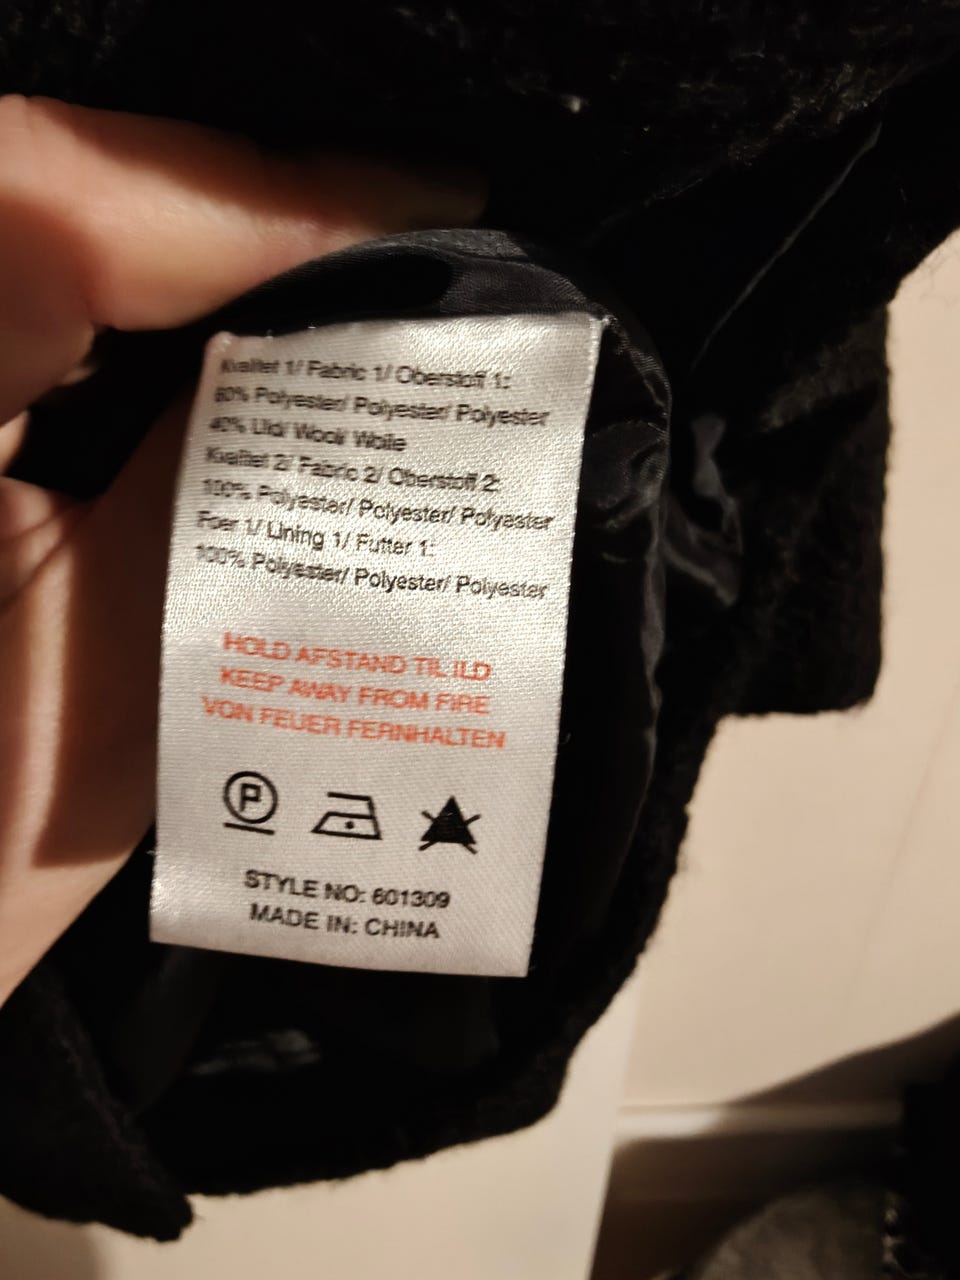 Kvalitet 1/ Fabric 1/ Oberstoff 1:
60% Polyester/ Polyester/ Polyester
40% Uld/ Wool/ Wolle
Kvalitet 2/ Fabric 2/ Oberstoff 2:
100% Polyester/ Polyester/ Polyester
Foer 1/ Lining 1/ Futter 1:
100% Polyester/ Polyester/ Polyester
HOLD AFSTAND TIL ILD
KEEP AWAY FROM FIRE
VON FEUER FERNHALTEN
P
STYLE NO: 601309
MADE IN: CHINA